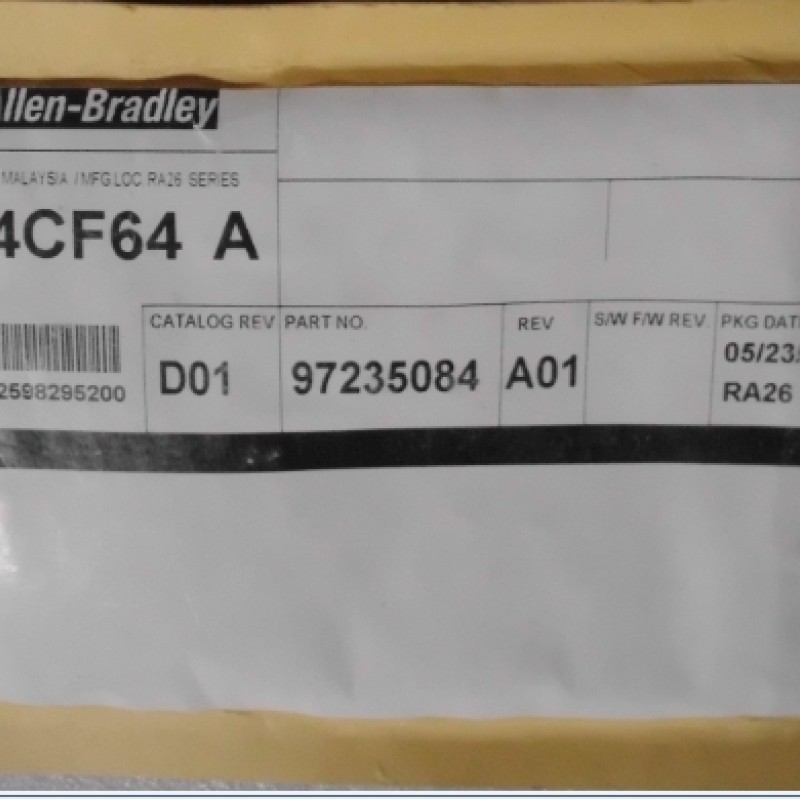 Allen-Bradley
MALAYSIA / MFG LOC RA26 SERIES
4CF64 A
CATALOG REV
D01
PART NO.
97235084
REV
A01
S/W F/W REV.
PKG DAT
05/23
RA26
2598295200